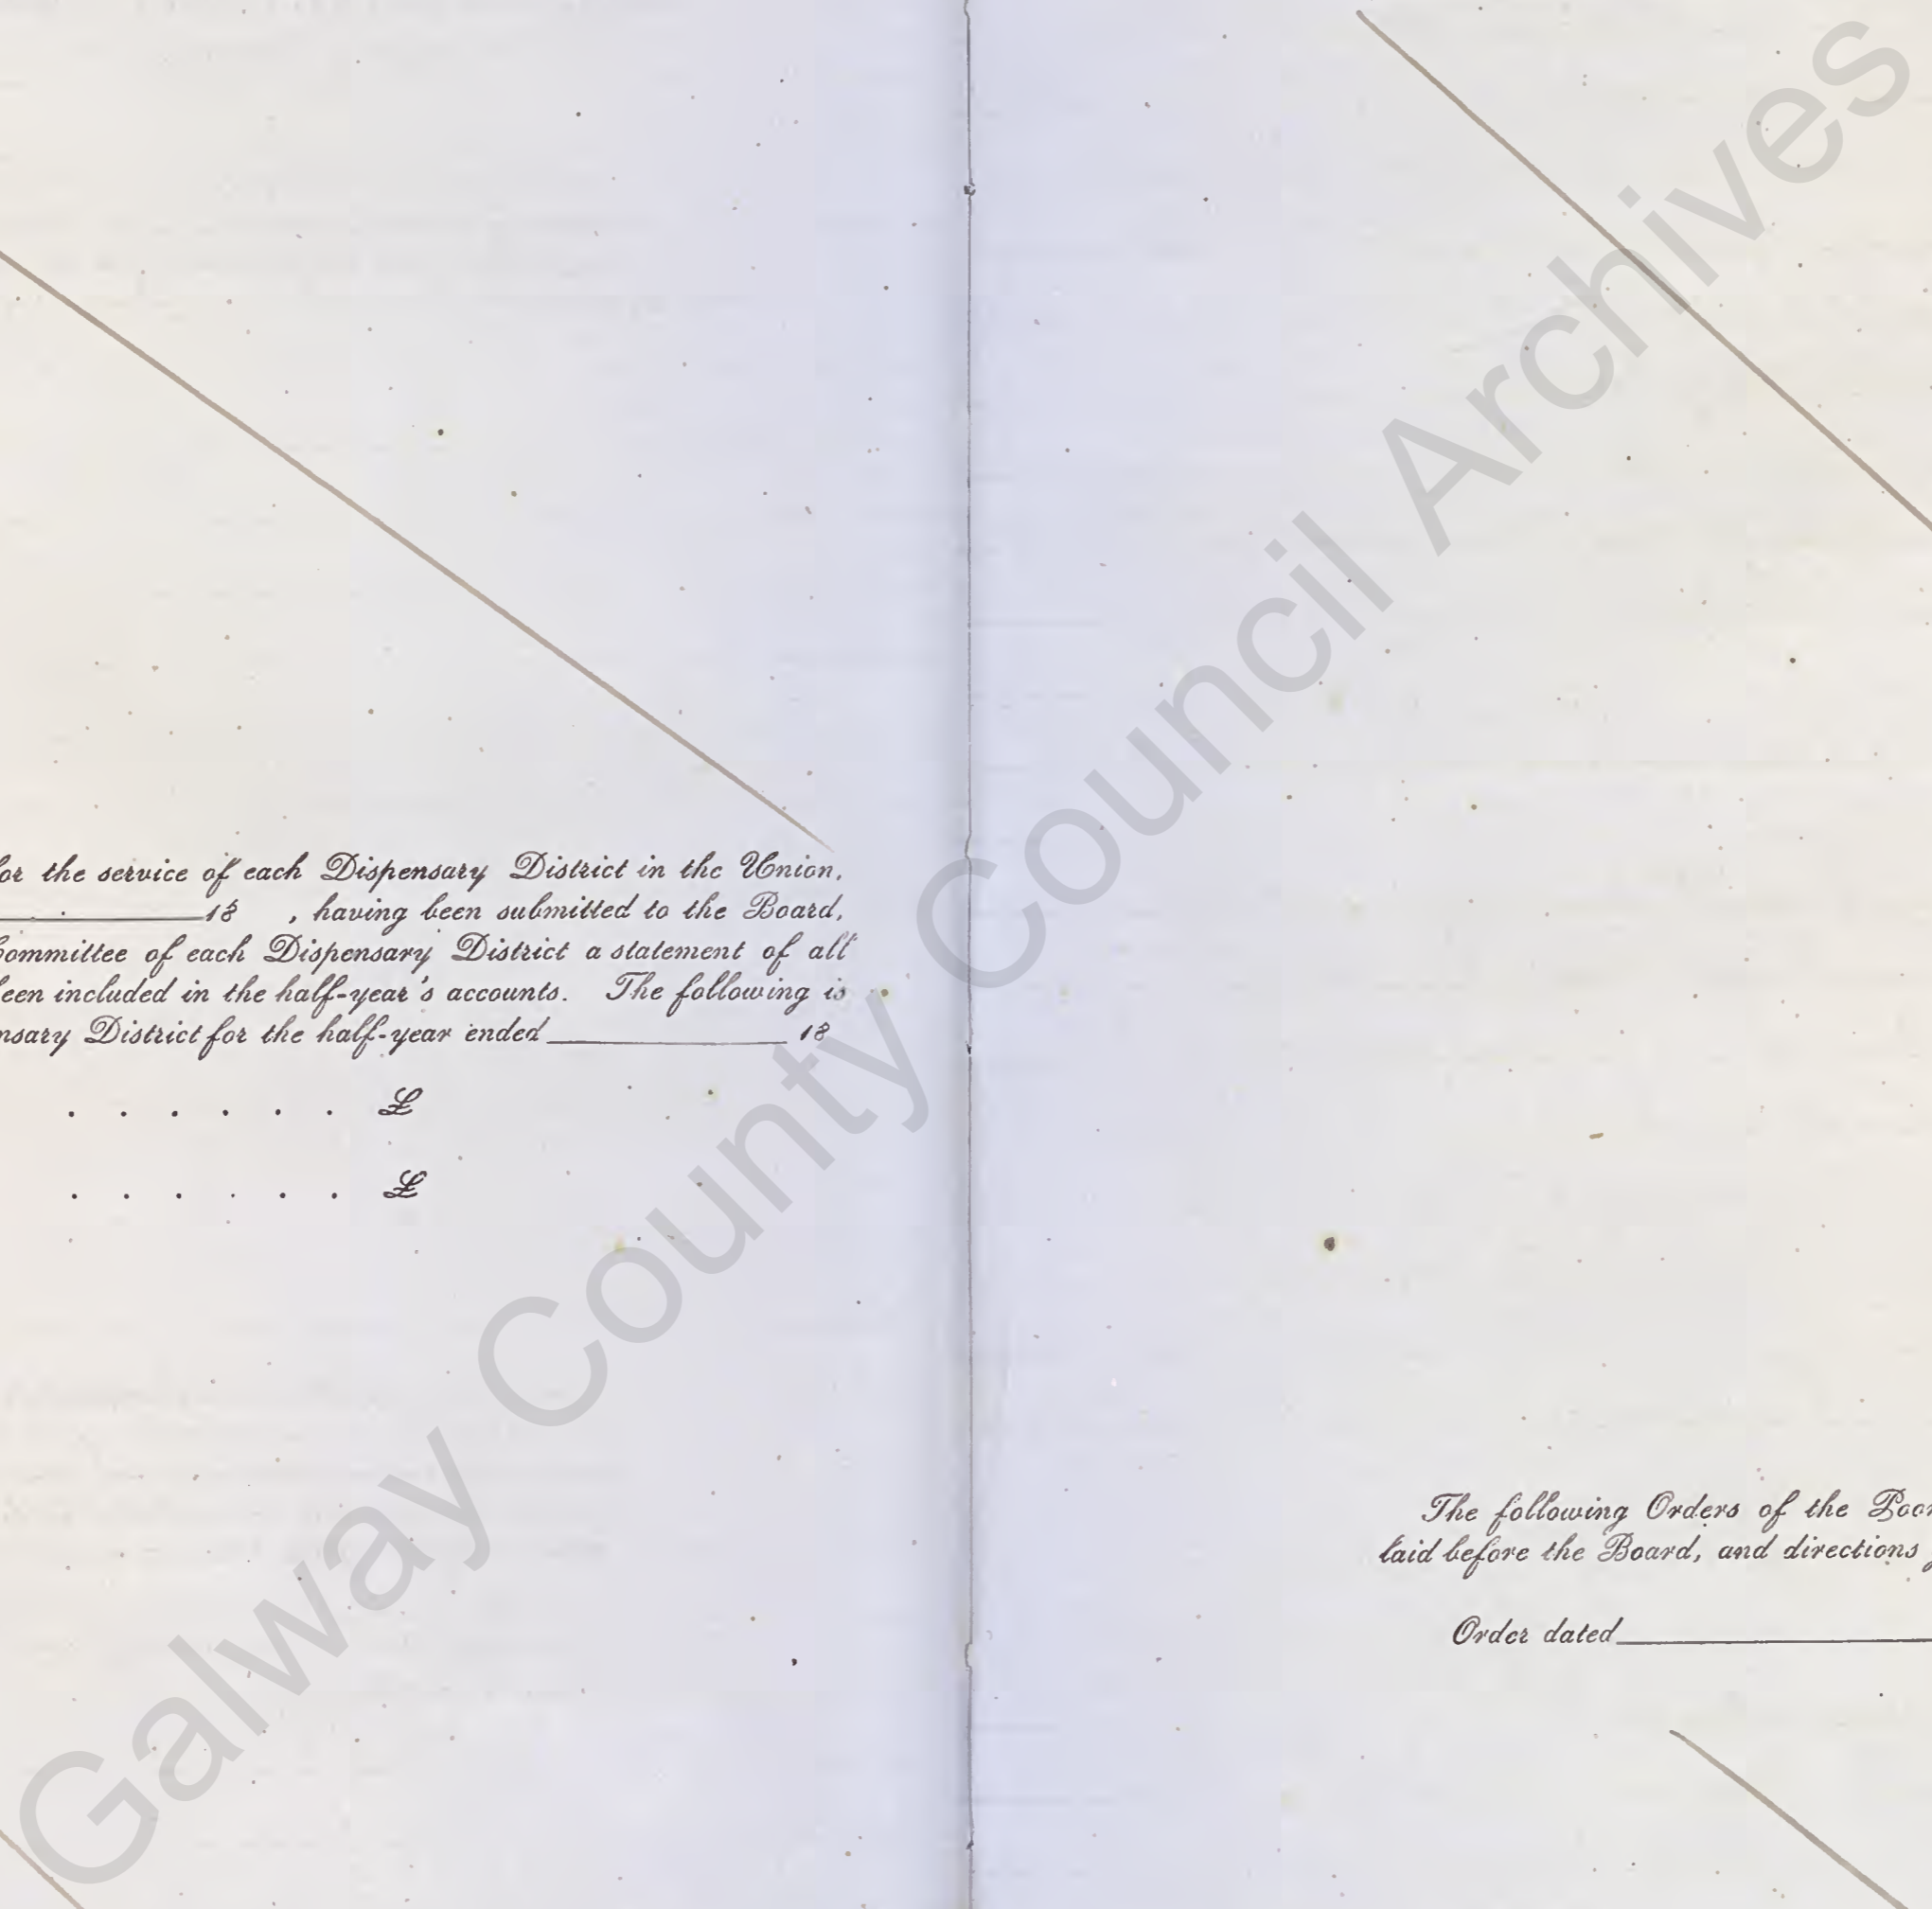 or the service of each Dispensary District in the Union,
18 , having been submitted to the Board,
Committee of each Dispensary District a statement of all
een included in the half-year's accounts. The following is
nsary District for the half-year ended 18
. . . . . . £
. . . . . . £
The following Orders of the Poor
laid before the Board, and directions
Order dated
Galway County Council Archives